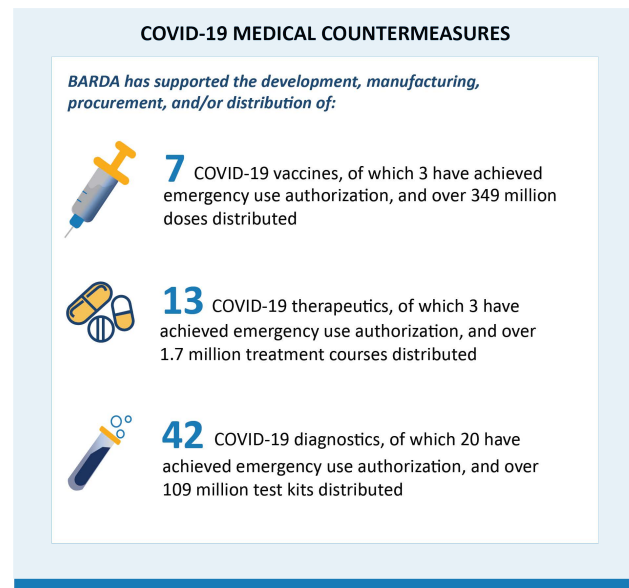 COVID-19 MEDICAL COUNTERMEASURES
BARDA has supported the development, manufacturing,
procurement, and/or distribution of:
7 COVID-19 vaccines, of which 3 have achieved
emergency use authorization, and over 349 million
doses distributed
13 COVID-19 therapeutics, of which 3 have
achieved emergency use authorization, and over
1.7 million treatment courses distributed
42 COVID-19 diagnostics, of which 20 have
achieved emergency use authorization, and over
109 million test kits distributed